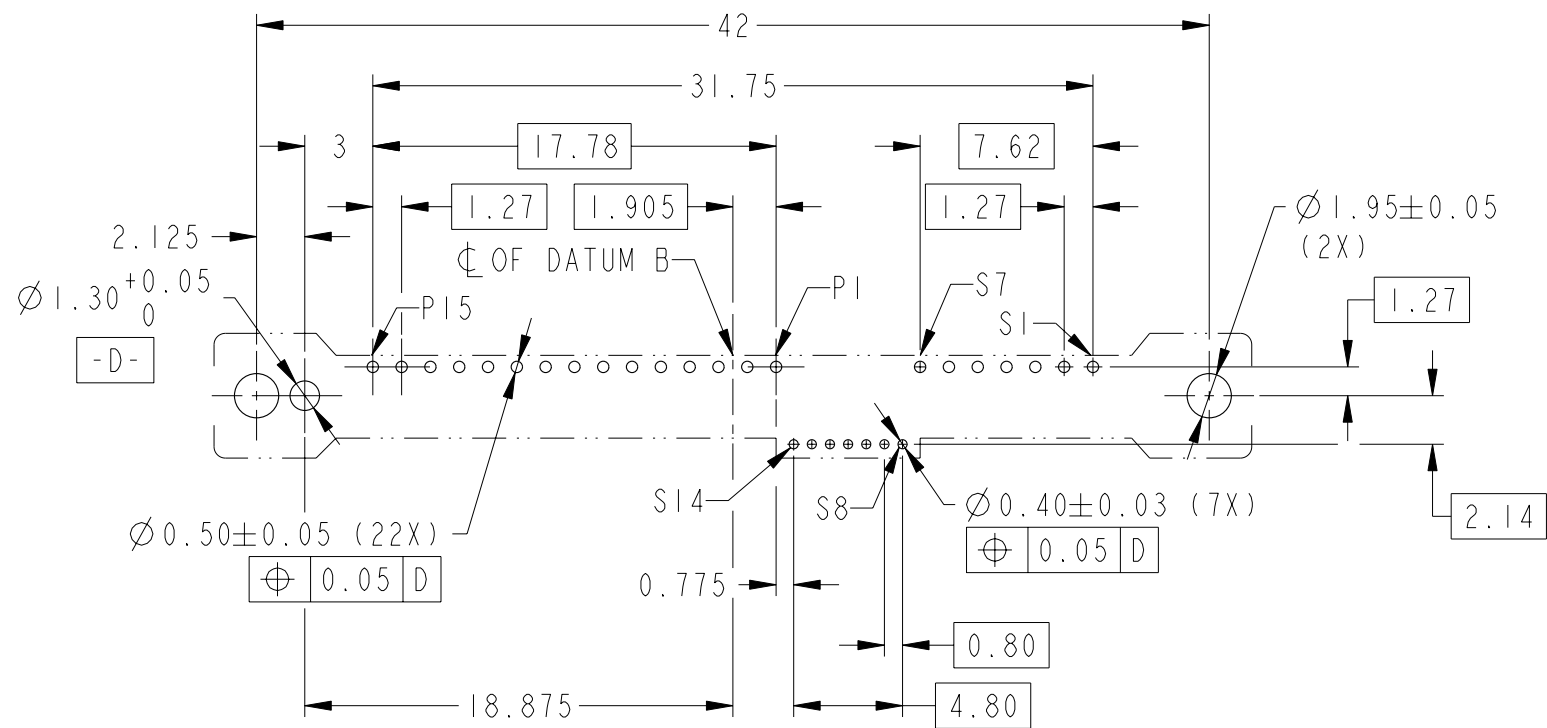 42
31.75
3
17.78
7.62
1.27
1.905
1.27
Ø1.95±0.05
(2X)
2.125
℄ OF DATUM B
Ø1.30 +0.05
0
-D-
P15
P1
S7
S1
1.27
S14
S8
Ø0.40±0.03 (7X)
⌖ 0.05 D
2.14
Ø0.50±0.05 (22X)
⌖ 0.05 D
0.775
0.80
18.875
4.80